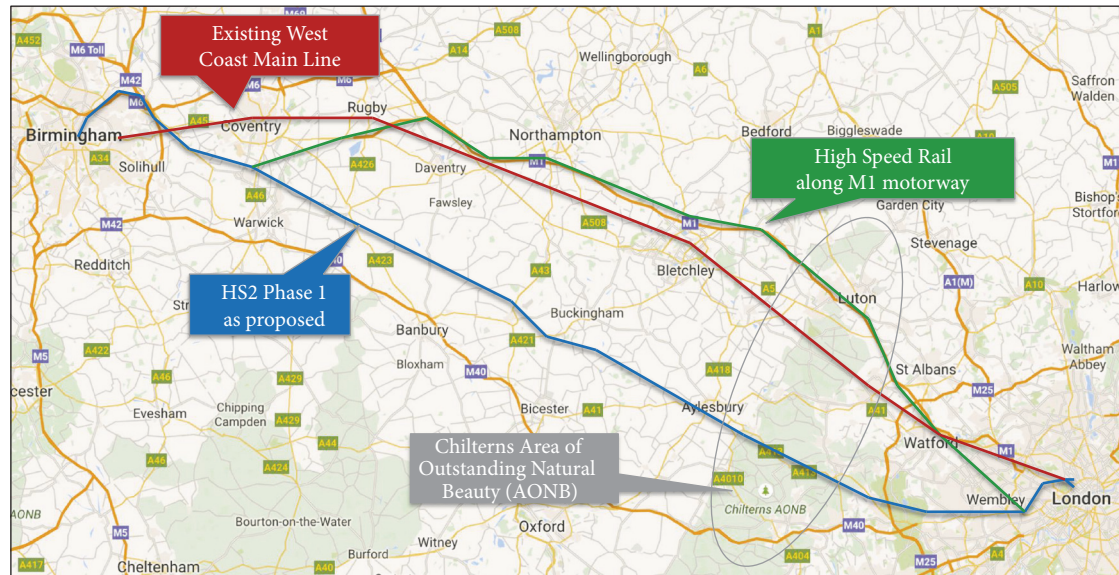 A452
M69
M6 Toll
Existing West
Coast Main Line
A508
A1
A14
Wellingborough
M42
M6
M6
A6
A505
Saffron
Walden
Rugby
A45
Coventry
Birmingham
Northampton
Bedford
Biggleswade
A10
A34
Solihull
A426
Daventry
M1
High Speed Rail
along M1 motorway
M1
A46
Fawsley
Garden City
Bishop's
Stortford
Warwick
M42
A508
M1
Stevenage
Redditch
HS2 Phase 1
as proposed
A423
A43
Bletchley
A5
A1(M)
A10
Harlow
Luton
Banbury
Buckingham
A421
M5
A422
Bloxham
M40
A418
St Albans
Waltham
Abbey
A46
A429
M25
cester
Evesham
Chipping
Campden
A429
Bicester
A41
Aylesbury
A41
A44
Watford
A46
A424
Chilterns Area of
Outstanding Natural
Beauty (AONB)
M1
A4010
Wembley
London
AONB
Bourton-on-the-Water
Oxford
Chilterns AONB
M40
M5
Witney
A404
A4
A417
Cheltenham
Burford
A40
M25